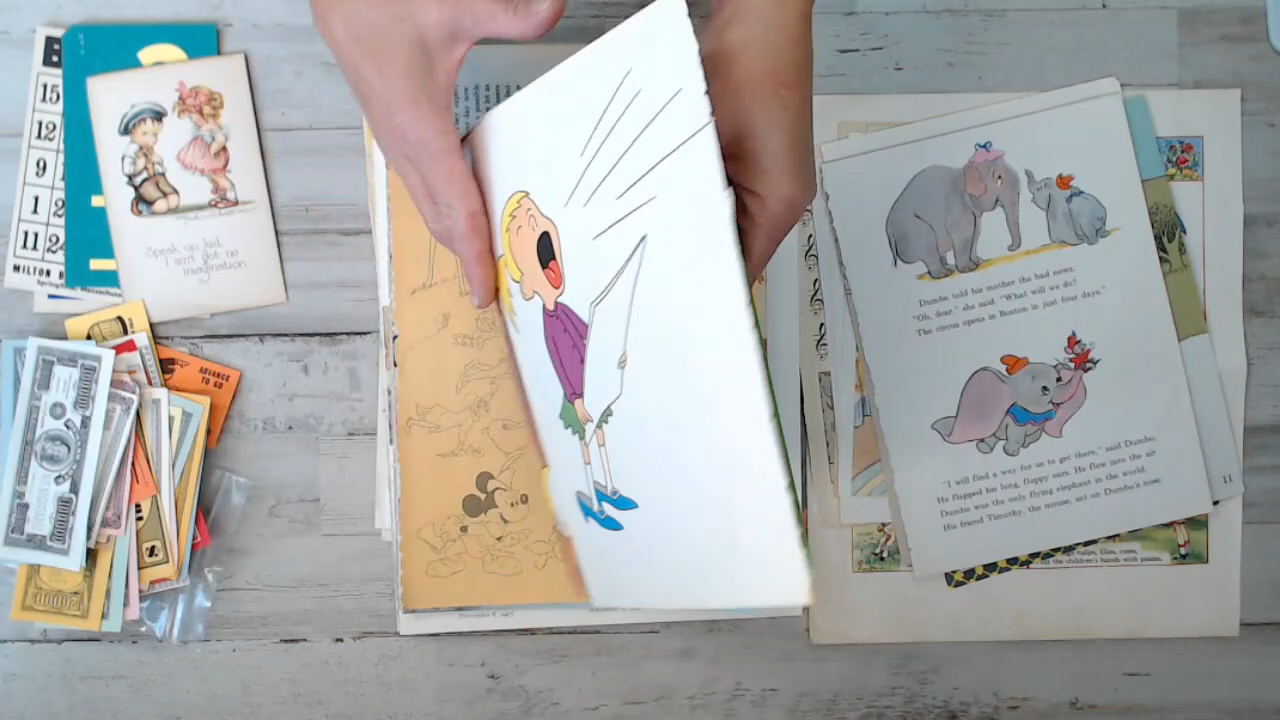 B
15
12
9
1 2
11 24
MILTON B
Springfield, Massachuse
Speak up kid,
I ain't got no
imagination
ADVANCE
TO GO
Dumbo told his mother the bad news.
"Oh, dear," she said. "What will we do?
The circus opens in Boston in just four days."
"I will find a way for us to get there," said Dumbo.
He flapped his long, floppy ears. He flew into the air
Dumbo was the only flying elephant in the world.
His friend Timothy, the mouse, sat on Dumbo's nose.
11
tulips, lilies, roses,
the children's hands with posies.